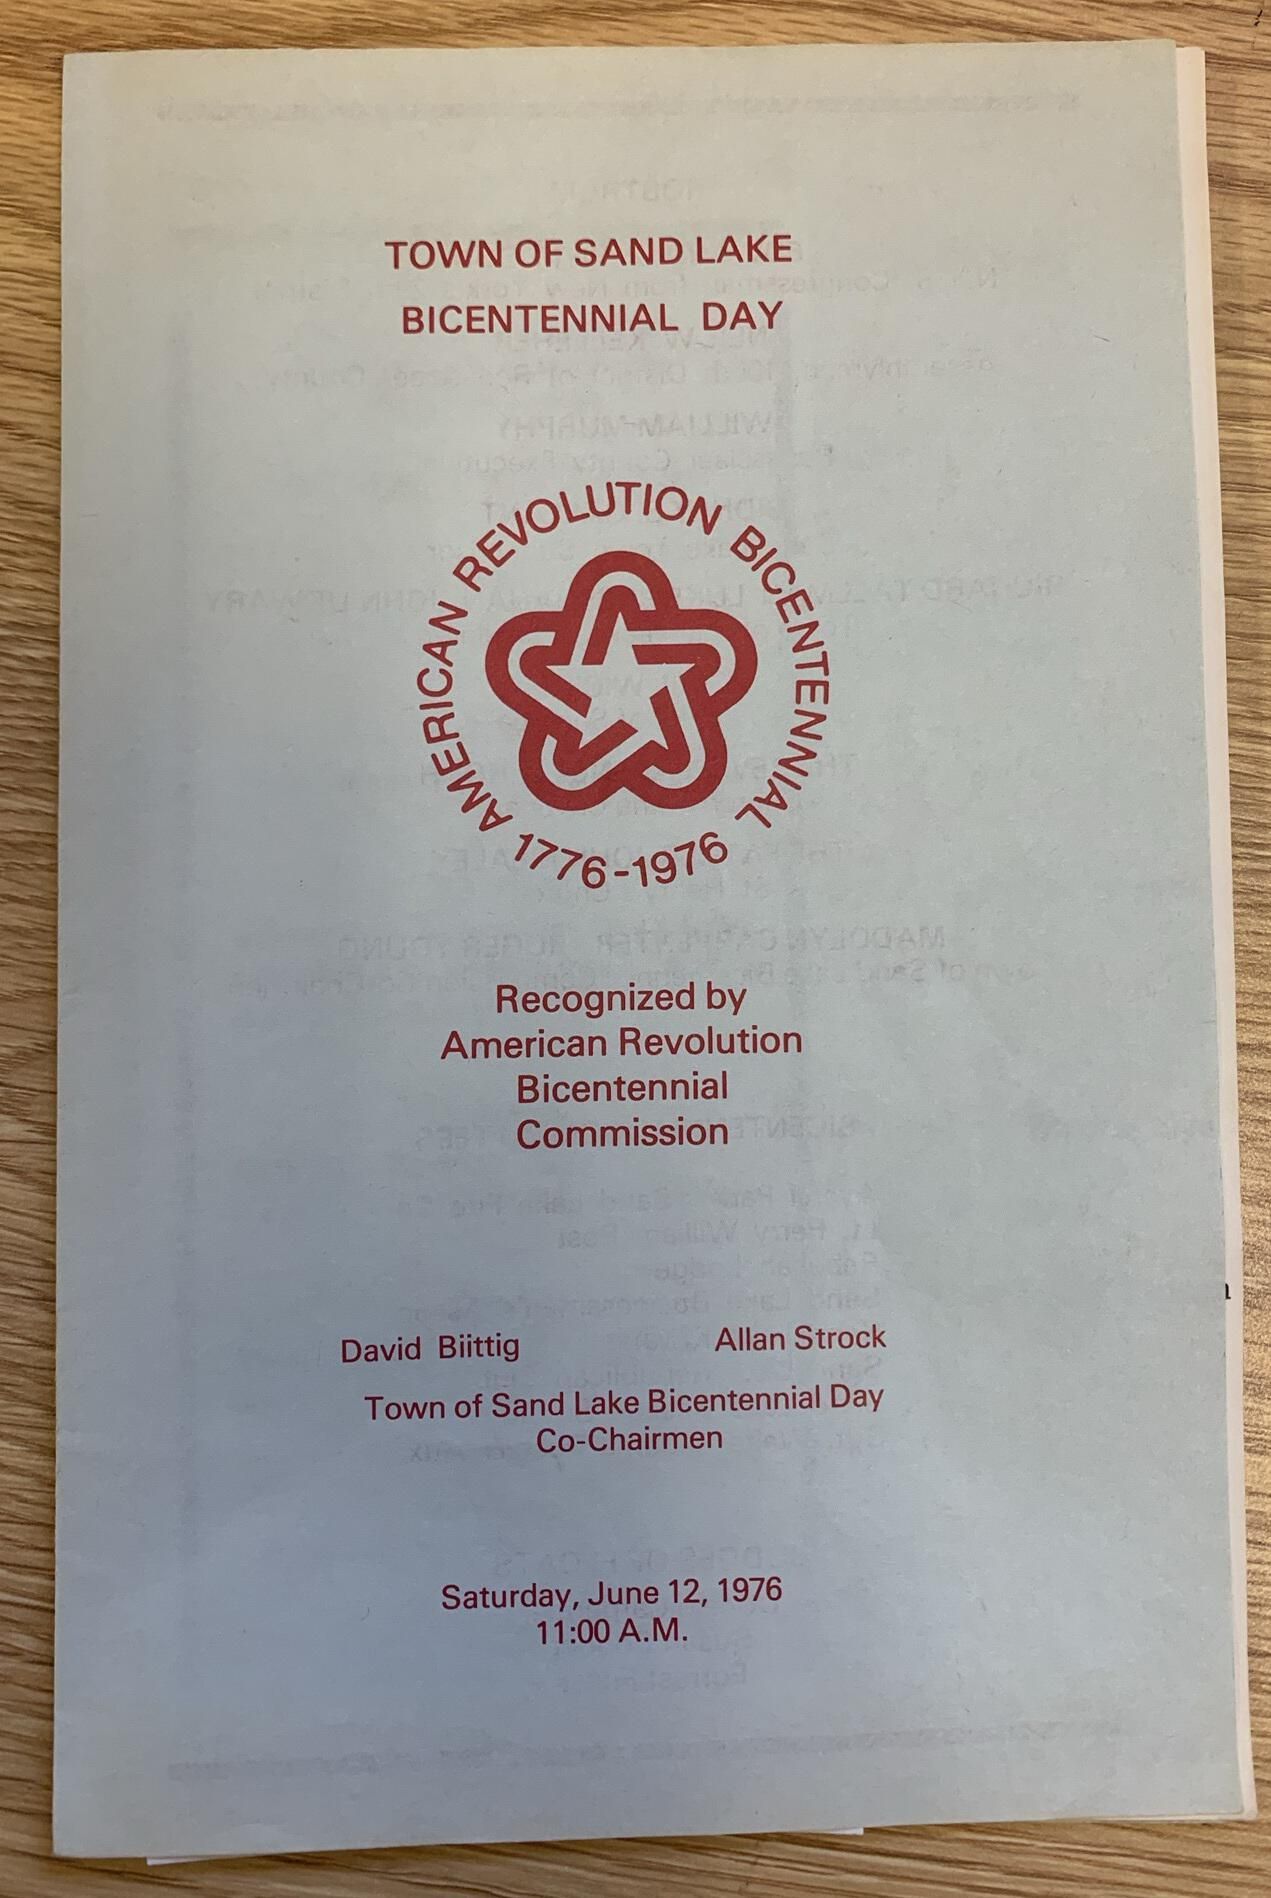 TOWN OF SAND LAKE
BICENTENNIAL DAY
AMERICAN REVOLUTION BICENTENNIAL
1776-1976
Recognized by
American Revolution
Bicentennial
Commission
David Biittig Allan Strock
Town of Sand Lake Bicentennial Day
Co-Chairmen
Saturday, June 12, 1976
11:00 A.M.